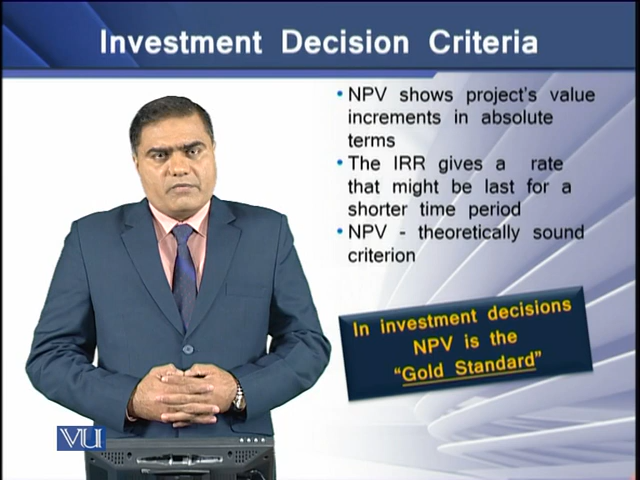 Investment Decision Criteria
• NPV shows project's value
increments in absolute
terms
• The IRR gives a rate
that might be last for a
shorter time period
• NPV - theoretically sound
criterion
In investment decisions
NPV is the
“Gold Standard”
VU